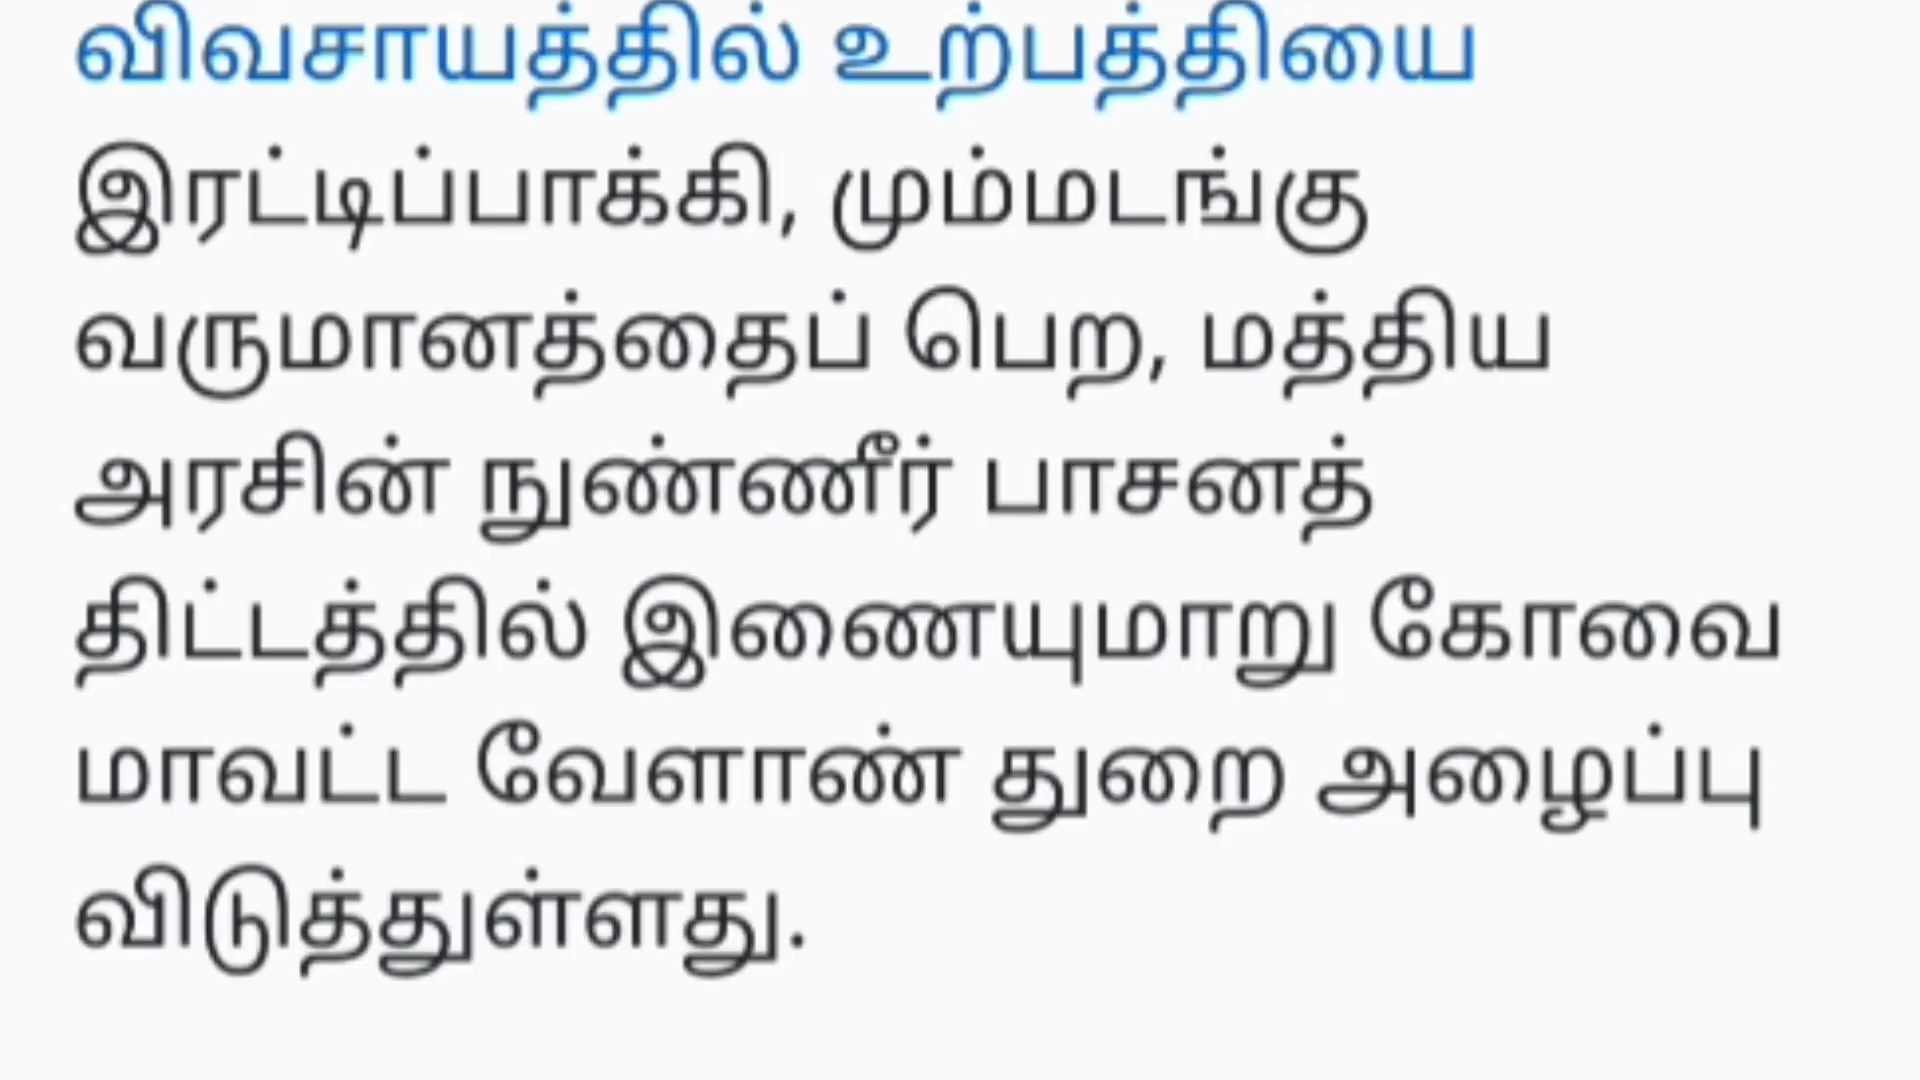 விவசாயத்தில் உற்பத்தியை
இரட்டிப்பாக்கி, மும்மடங்கு
வருமானத்தைப் பெற, மத்திய
அரசின் நுண்ணீர் பாசனத்
திட்டத்தில் இணையுமாறு கோவை
மாவட்ட வேளாண் துறை அழைப்பு
விடுத்துள்ளது.